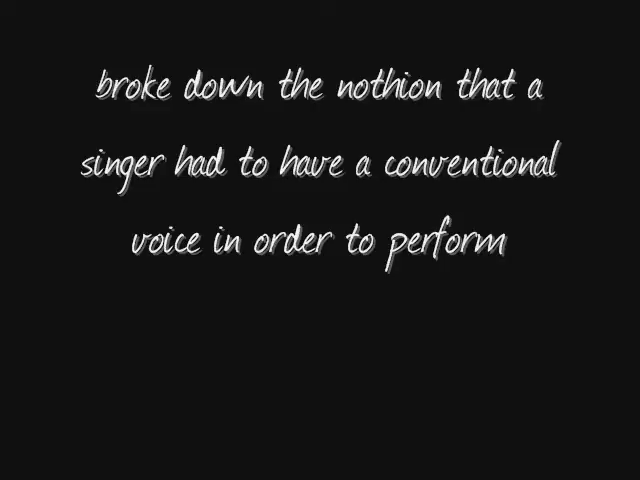 broke down the nothion that a
singer had to have a conventional
voice in order to perform